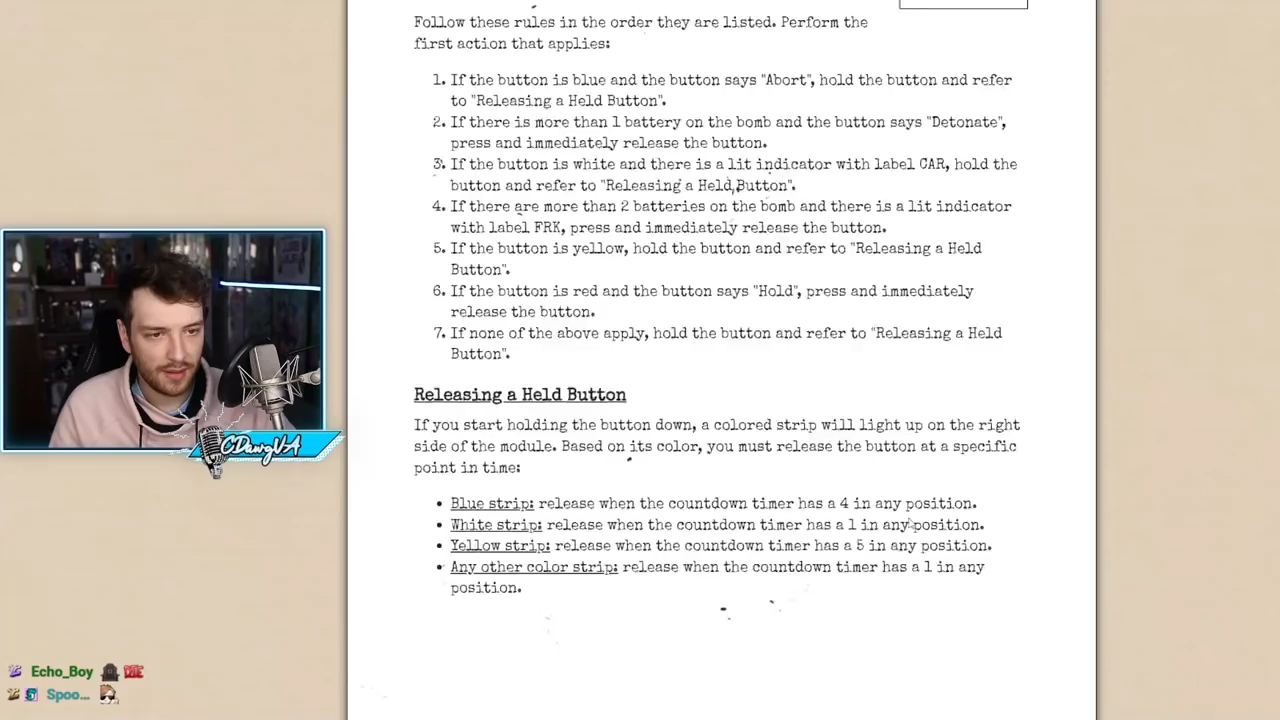 Follow these rules in the order they are listed. Perform the
first action that applies:
1. If the button is blue and the button says "Abort", hold the button and refer
to "Releasing a Held Button".
2. If there is more than 1 battery on the bomb and the button says "Detonate",
press and immediately release the button.
3. If the button is white and there is a lit indicator with label CAR, hold the
button and refer to "Releasing a Held Button".
4. If there are more than 2 batteries on the bomb and there is a lit indicator
with label FRK, press and immediately release the button.
5. If the button is yellow, hold the button and refer to "Releasing a Held
Button".
6. If the button is red and the button says "Hold", press and immediately
release the button.
7. If none of the above apply, hold the button and refer to "Releasing a Held
Button".
Releasing a Held Button
If you start holding the button down, a colored strip will light up on the right
side of the module. Based on its color, you must release the button at a specific
point in time:
• Blue strip: release when the countdown timer has a 4 in any position.
• White strip: release when the countdown timer has a 1 in any position.
• Yellow strip: release when the countdown timer has a 5 in any position.
• Any other color strip: release when the countdown timer has a 1 in any
position.
CDawgVA
Echo_Boy
Spoo...